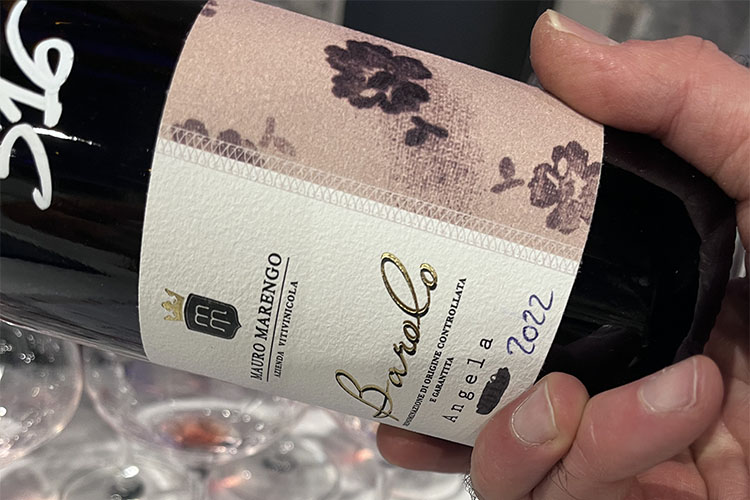 MAURO MARENGO
AZIENDA VITIVINICOLA
Barolo
DENOMINAZIONE DI ORIGINE CONTROLLATA
E GARANTITA
Angela
2022